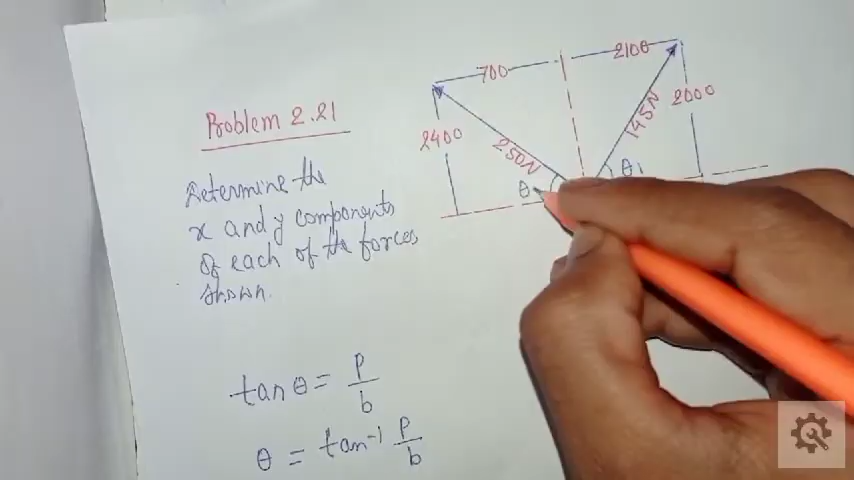 700
2100
Problem 2.21
2400
250N
145N
2000
Determine the
θ
θ1
x and y components
of each of the forces
shown.
tanθ = P/b
θ = tan-1 P/b